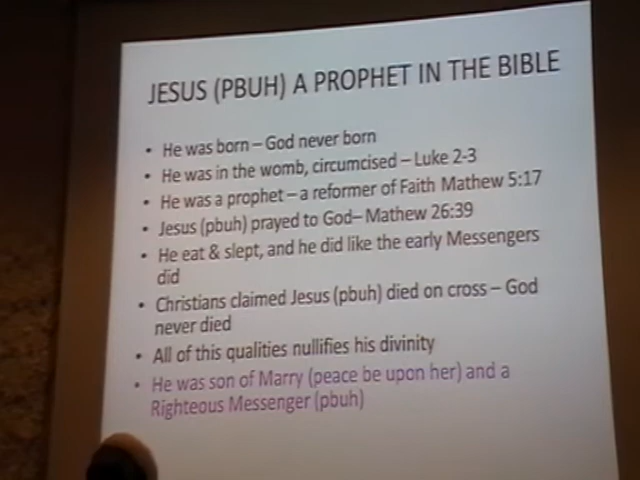 JESUS (PBUH) A PROPHET IN THE BIBLE
• He was born – God never born
• He was in the womb, circumcised – Luke 2-3
• He was a prophet – a reformer of Faith Mathew 5:17
• Jesus (pbuh) prayed to God– Mathew 26:39
• He eat & slept, and he did like the early Messengers
did
• Christians claimed Jesus (pbuh) died on cross – God
never died
• All of this qualities nullifies his divinity
• He was son of Marry (peace be upon her) and a
Righteous Messenger (pbuh)